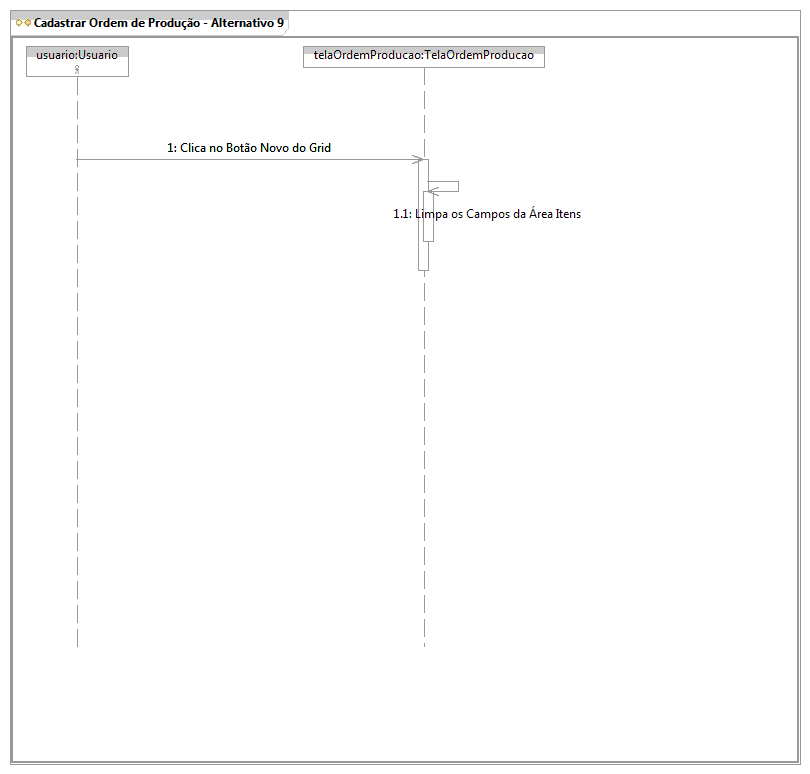 Cadastrar Ordem de Produção - Alternativo 9
usuario:Usuario
telaOrdemProducao:TelaOrdemProducao
1: Clica no Botão Novo do Grid
1.1: Limpa os Campos da Área Itens